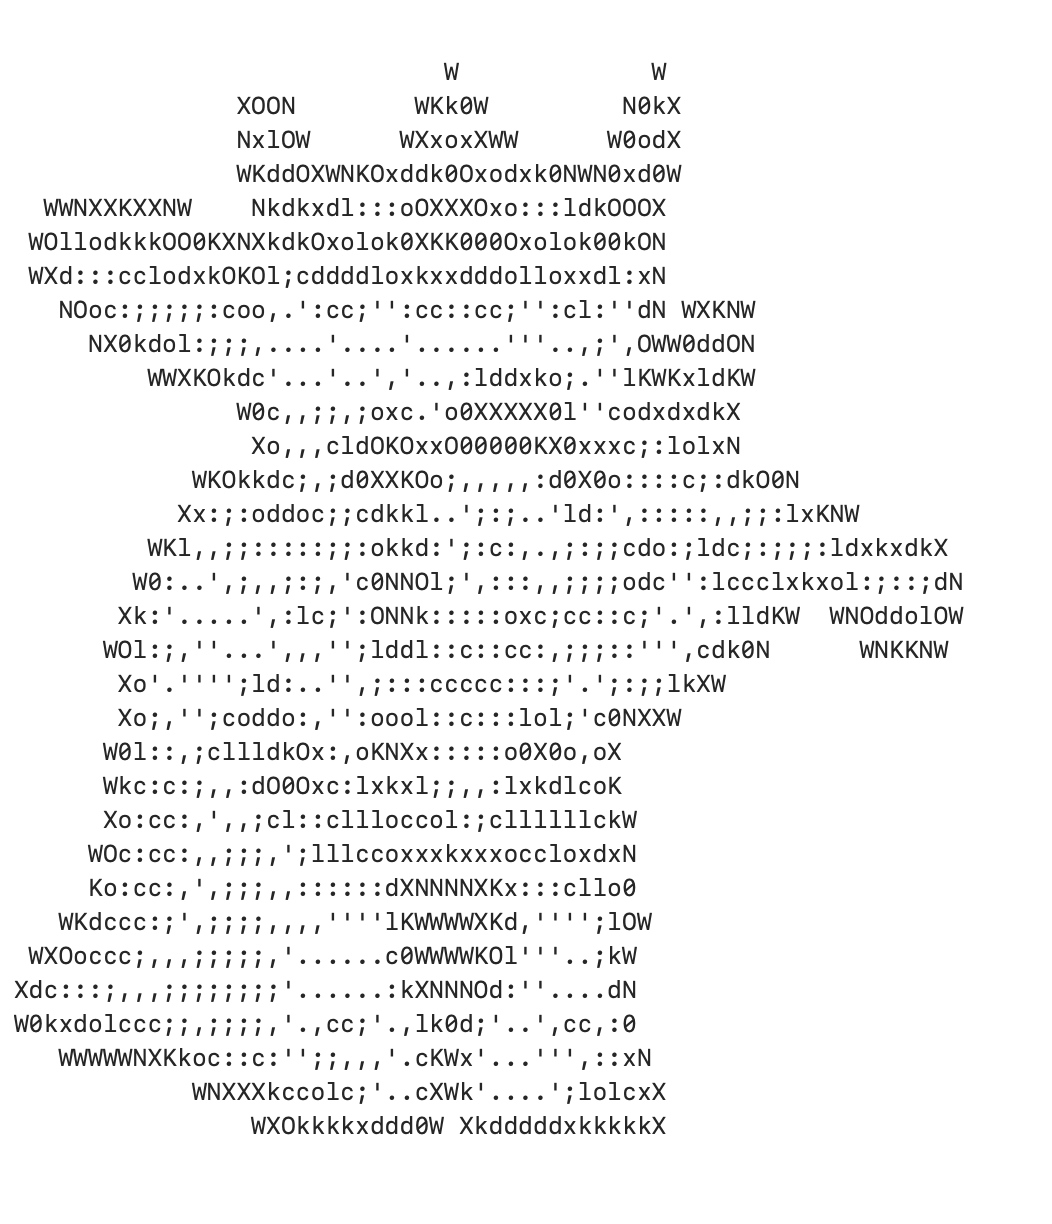 W             W
XOON        WKk0W         N0kX
NxlOW      WXxoxXWW      W0odX
WKddOXWNKOxddk0Oxodxk0NWN0xd0W
WWNXXKXXNW    Nkdkxdl:::oOXXXOxo:::ldkOOOX
WOllodkkkOO0KXNXkdkOxolok0XKK000Oxolok00kON
WXd:::cclodxkOKOl;cddddloxkxxdddolloxxdl:xN
NOoc:;;;;;:coo,.':cc;'':cc::cc;'':cl:''dN WXKNW
NX0kdol:;;;,....'....'......'''..,;',OWW0ddON
WWXKOkdc'...'..','..,:lddxko;.''lKWKxldKW
W0c,,;;,;oxc.'o0XXXXX0l''codxdxdkX
Xo,,,cldOKOxxO00000KX0xxxc;:lolxN
WKOkkdc;,;d0XXKOo;,,,,,:d0X0o::::c;:dkO0N
Xx:;:oddoc;;cdkkl..';:;..'ld:',:::::,,;;:lxKNW
WKl,,;;:::::;;:okkd:';:c:,.,;:;;cdo:;ldc;:;;;:ldxkxdkX
W0:..',;,,;:;,'c0NNOl;',:::,,;;;;odc'':lccclxkxol:;::;dN
Xk:'.....',:lc;':ONNk:::::oxc;cc::c;'.',:lldKW  WNOddolOW
WOl:;,''...',,,'';lddl::c::cc:,;;;::''',cdk0N      WNKKNW
Xo'.'''';ld:..'',;:::ccccc:::;'.';:;;lkXW
Xo;,'';coddo:,'':oool::c:::lol;'c0NXXW
W0l::,;cllldkOx:,oKNXx:::::o0X0o,oX
Wkc:c:;,,:dO0Oxc:lxkxl;;,,:lxkdlcoK
Xo:cc:,',,;cl::cllloccol:;cllllllckW
WOc:cc:,,;;;,';lllccoxxxkxxxoccloxdxN
Ko:cc:,',;;;,,::::::dXNNNNXKx:::cllo0
WKdccc:;',;;;;,,,,''''lKWWWWXKd,'''';lOW
WXOoccc;,,,;;;;;,'......c0WWWWKOl'''..;kW
Xdc:::;,,,;;;;;;;;'......:kXNNNOd:''....dN
W0kxdolccc;;,;;;;,'.,cc;'.,lk0d;'..',cc,:0
WWWWWNXKkoc::c:'';;,,,'.cKWx'...''',::xN
WNXXXkccolc;'..cXWk'....';lolcxX
WXOkkkkxddd0W XkdddddxkkkkkX